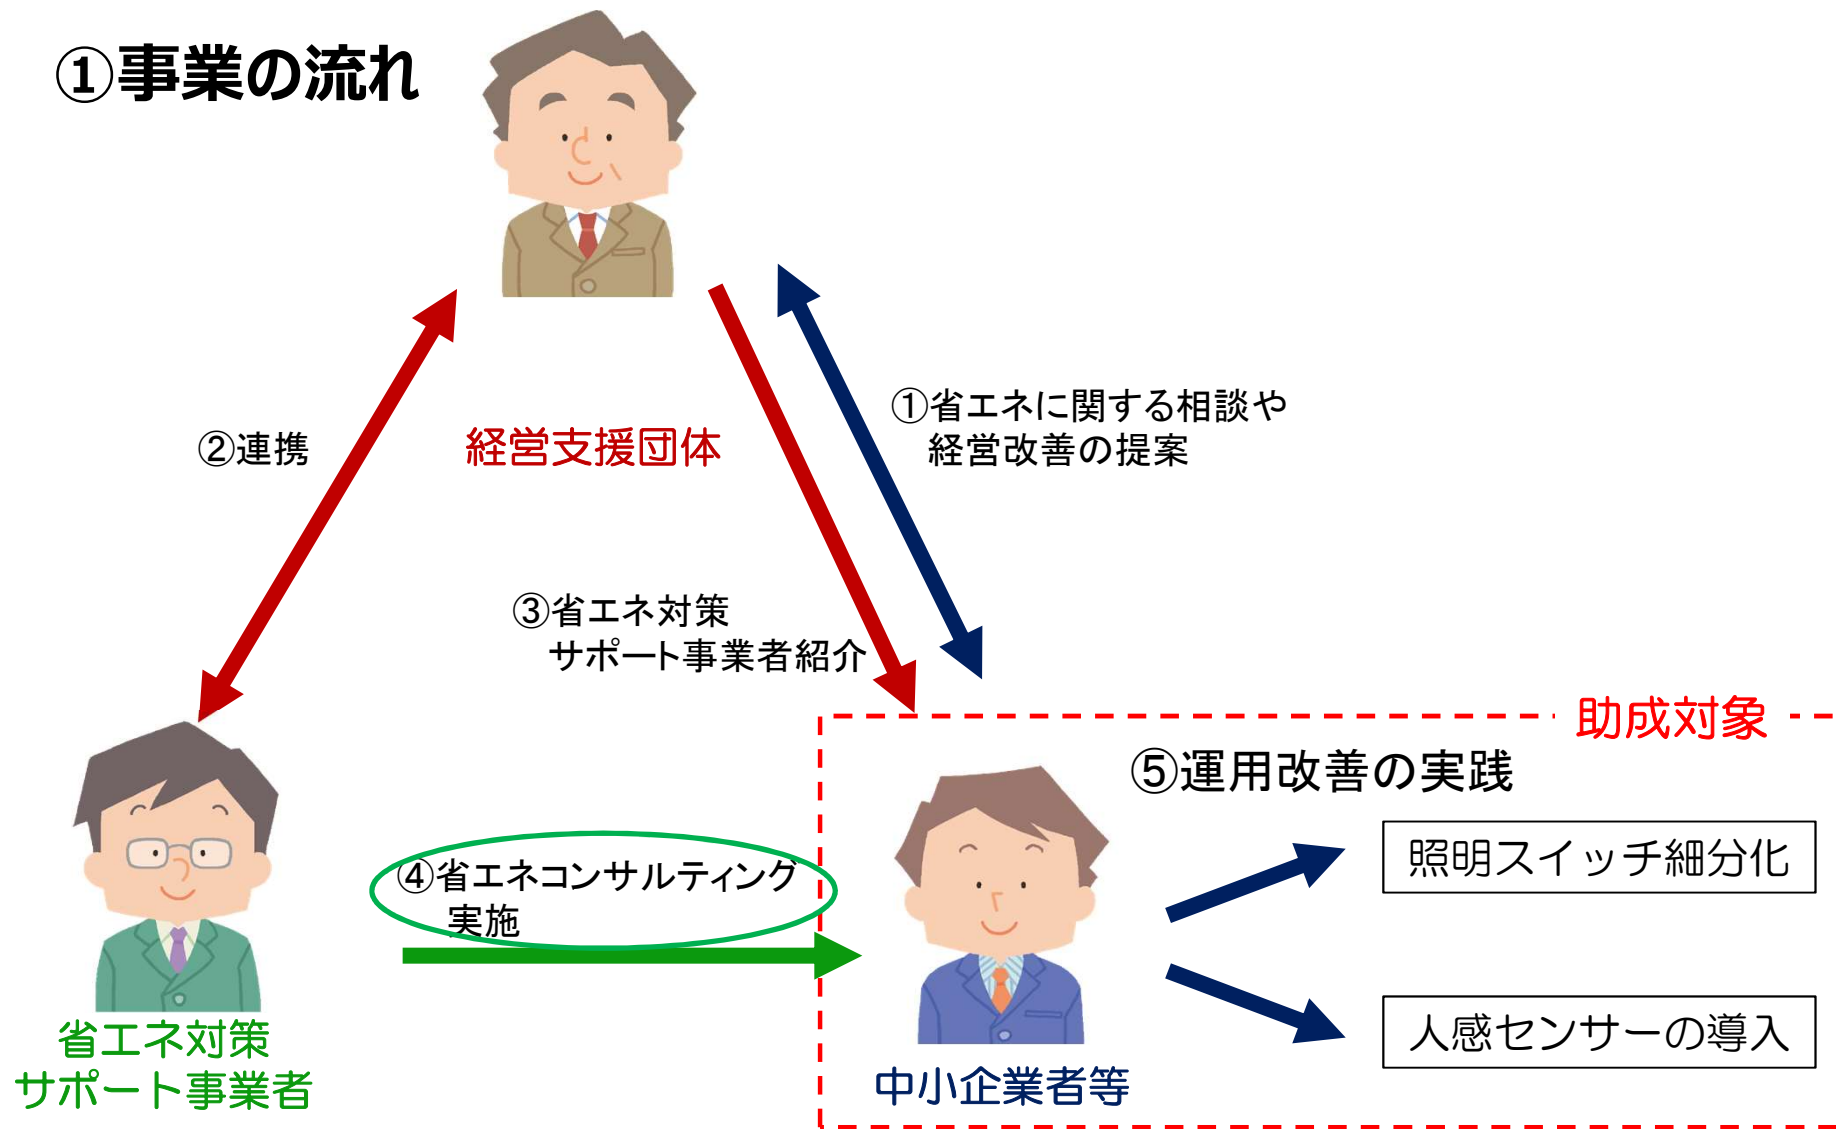 ①事業の流れ
①省エネに関する相談や
経営改善の提案
②連携
経営支援団体
③省エネ対策
サポート事業者紹介
助成対象
⑤運用改善の実践
照明スイッチ細分化
④省エネコンサルティング
実施
人感センサーの導入
省エネ対策
サポート事業者
中小企業者等